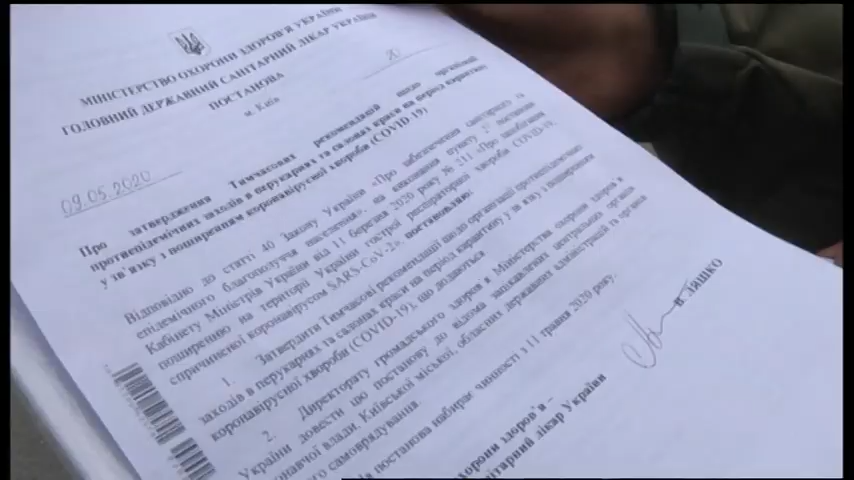 МІНІСТЕРСТВО ОХОРОНИ ЗДОРОВ'Я УКРАЇНИ
ГОЛОВНИЙ ДЕРЖАВНИЙ САНІТАРНИЙ ЛІКАР УКРАЇНИ
ПОСТАНОВА
09.05.2020
м. Київ
20
Про затвердження Тимчасових рекомендацій щодо організації
протиепідемічних заходів в перукарнях та салонах краси на період карантину
у зв'язку з поширенням коронавірусної хвороби (COVID-19)
Відповідно до статті 40 Закону України «Про забезпечення санітарного та
епідемічного благополуччя населення», на виконання пункту 2⁷ постанови
Кабінету Міністрів України від 11 березня 2020 року № 211 «Про запобігання
поширенню на території України гострої респіраторної хвороби COVID-19,
спричиненої коронавірусом SARS-CoV-2», постановляю:
1. Затвердити Тимчасові рекомендації щодо організації протиепідемічних
заходів в перукарнях та салонах краси на період карантину у зв'язку з поширенням
коронавірусної хвороби (COVID-19), що додаються
2. Директорату громадського здоров'я Міністерства охорони здоров'я
України довести цю постанову до відома заінтересованих центральних органів
онавчої влади, Київської міської, обласних державних адміністрацій та органів
го самоврядування.
я постанова набирає чинності з 11 травня 2020 року.
хорони здоров'я –
нітарний лікар України
В. ЛЯШКО